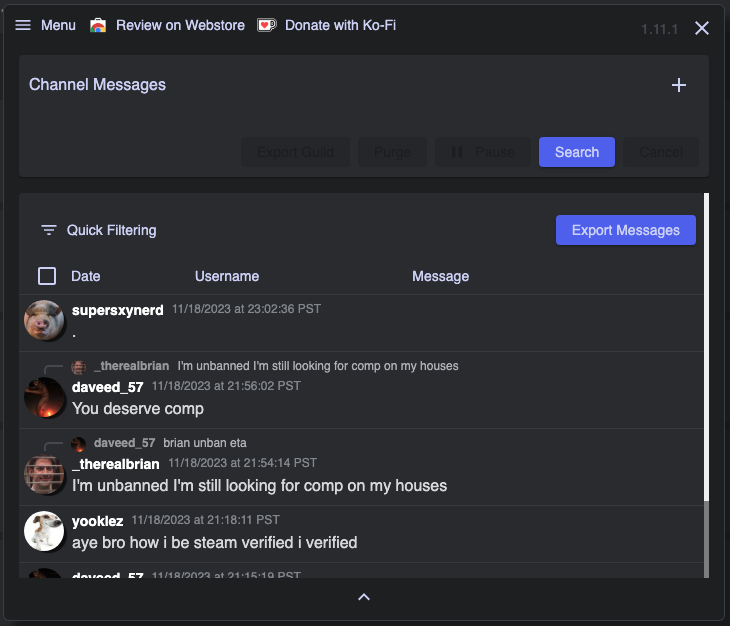 Menu Review on Webstore Donate with Ko-Fi 1.11.1
Channel Messages
Export Guild Purge Pause Search Cancel
Quick Filtering Export Messages
Date Username Message
supersxynerd 11/18/2023 at 23:02:36 PST
.
_therealbrian I'm unbanned I'm still looking for comp on my houses
daveed_57 11/18/2023 at 21:56:02 PST
You deserve comp
daveed_57 brian unban eta
_therealbrian 11/18/2023 at 21:54:14 PST
I'm unbanned I'm still looking for comp on my houses
yooklez 11/18/2023 at 21:18:11 PST
aye bro how i be steam verified i verified
daveed_57 11/18/2023 at 21:15:19 PST